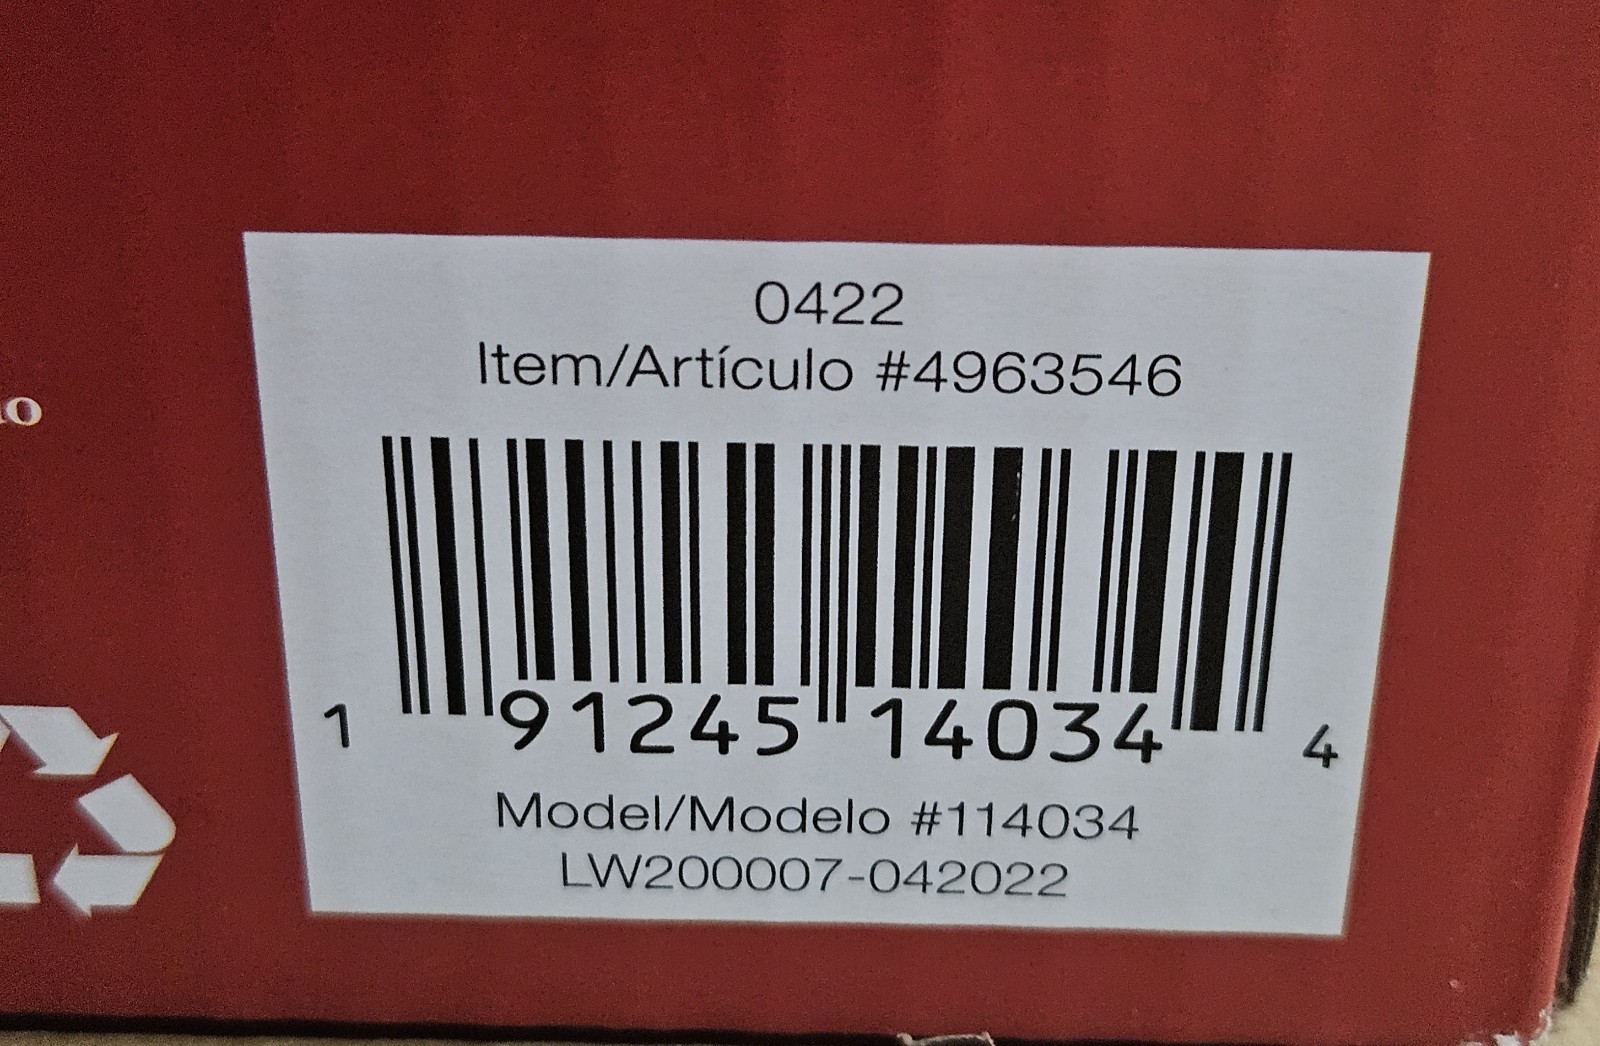 0422
Item/Artículo #4963546
1 91245 14034 4
Model/Modelo #114034
LW200007-042022